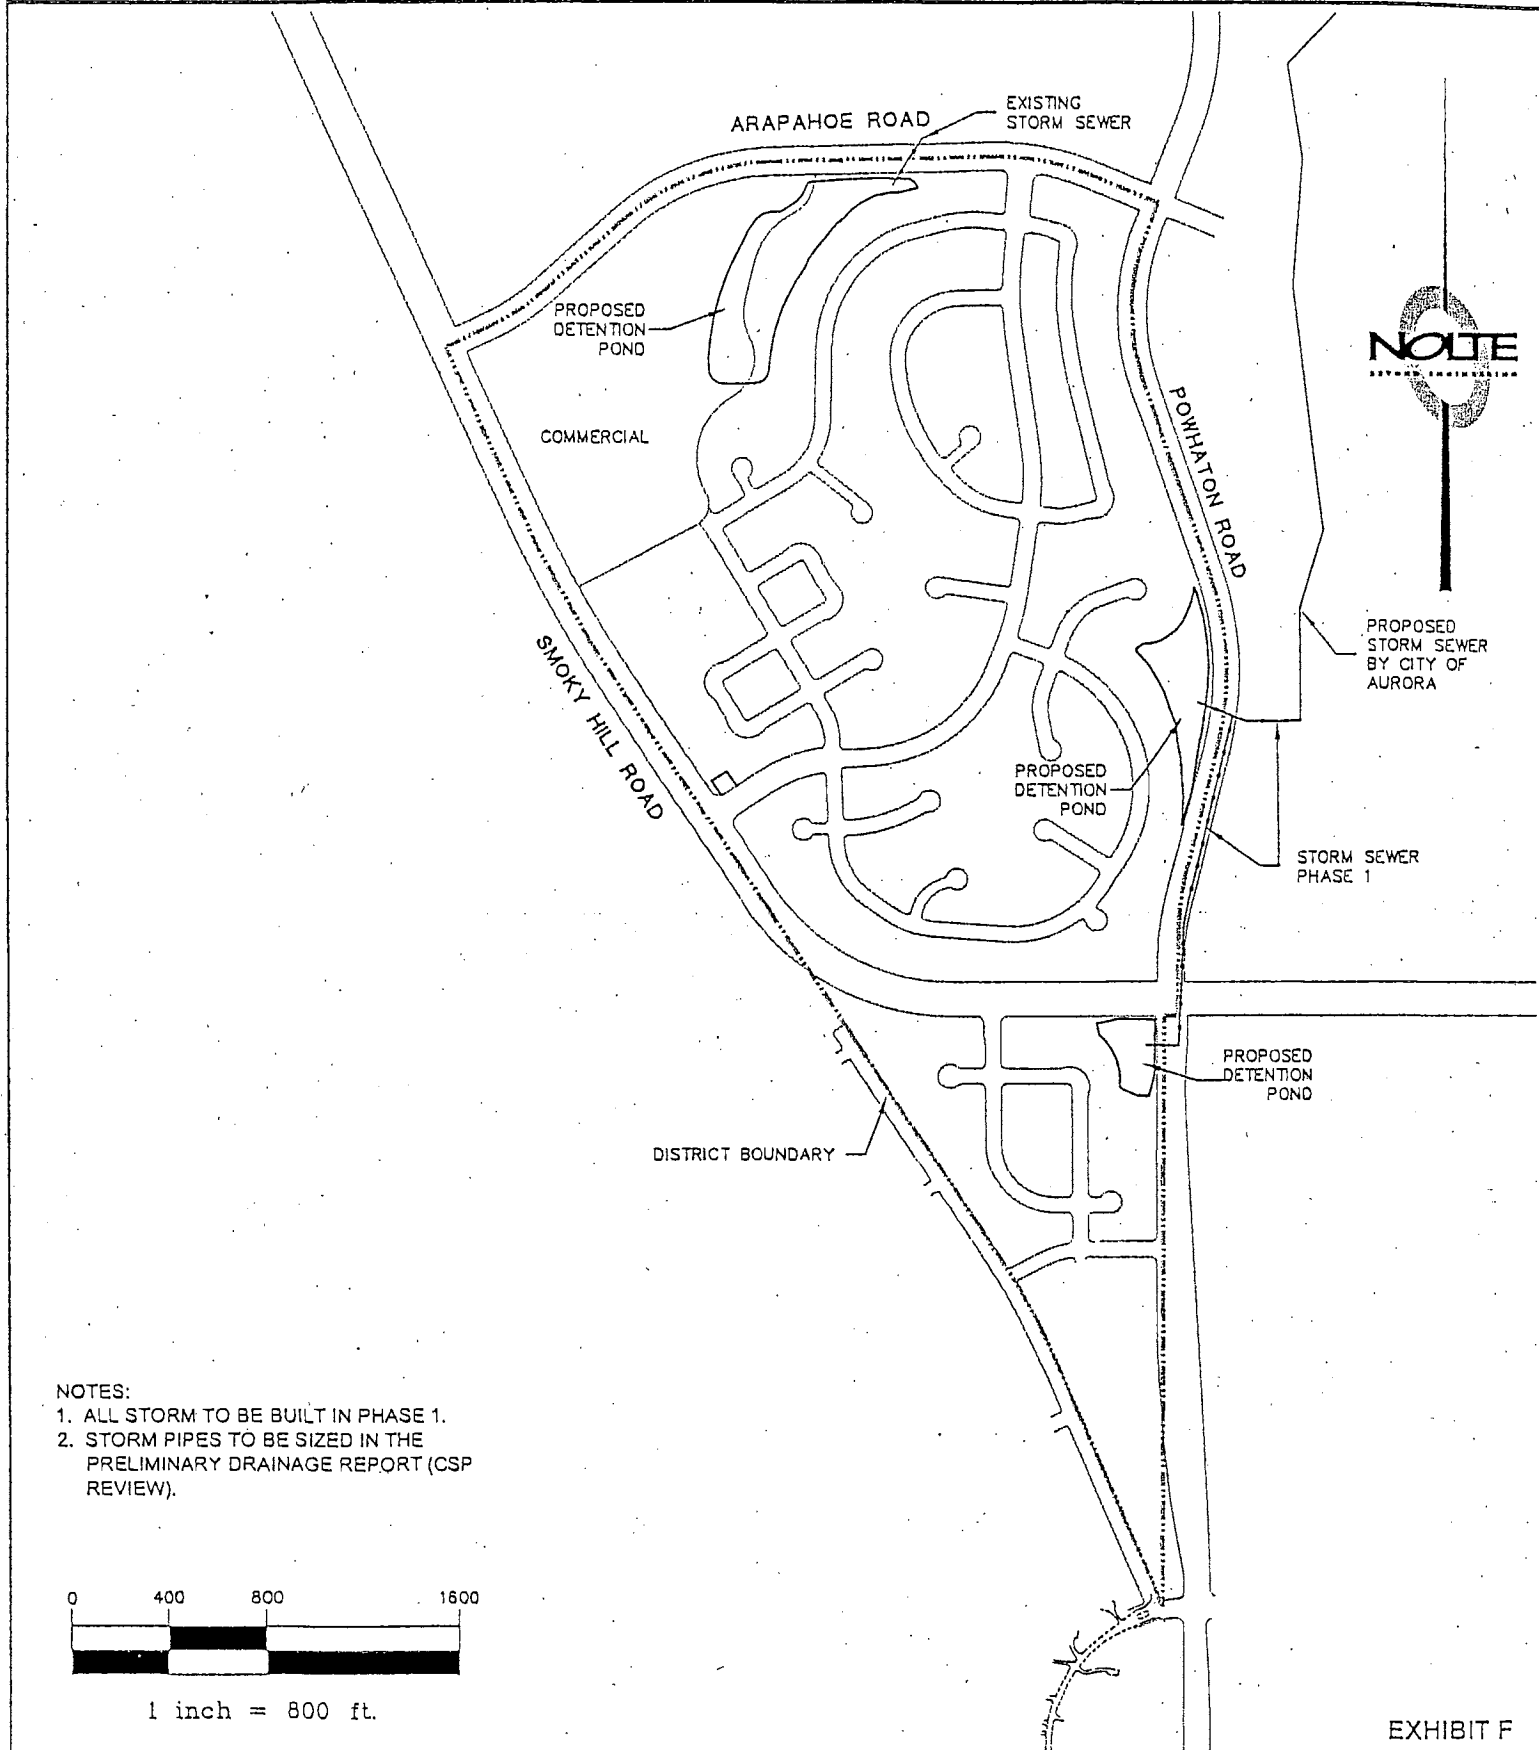 ARAPAHOE ROAD
EXISTING
STORM SEWER
PROPOSED
DETENTION
POND
NOLTE
BEYOND ENGINEERING
COMMERCIAL
POWHATON ROAD
PROPOSED
STORM SEWER
BY CITY OF
AURORA
SMOKY HILL ROAD
PROPOSED
DETENTION
POND
STORM SEWER
PHASE 1
PROPOSED
DETENTION
POND
DISTRICT BOUNDARY
NOTES:
1. ALL STORM TO BE BUILT IN PHASE 1.
2. STORM PIPES TO BE SIZED IN THE
PRELIMINARY DRAINAGE REPORT (CSP
REVIEW).
0 400 800 1600
1 inch = 800 ft.
EXHIBIT F